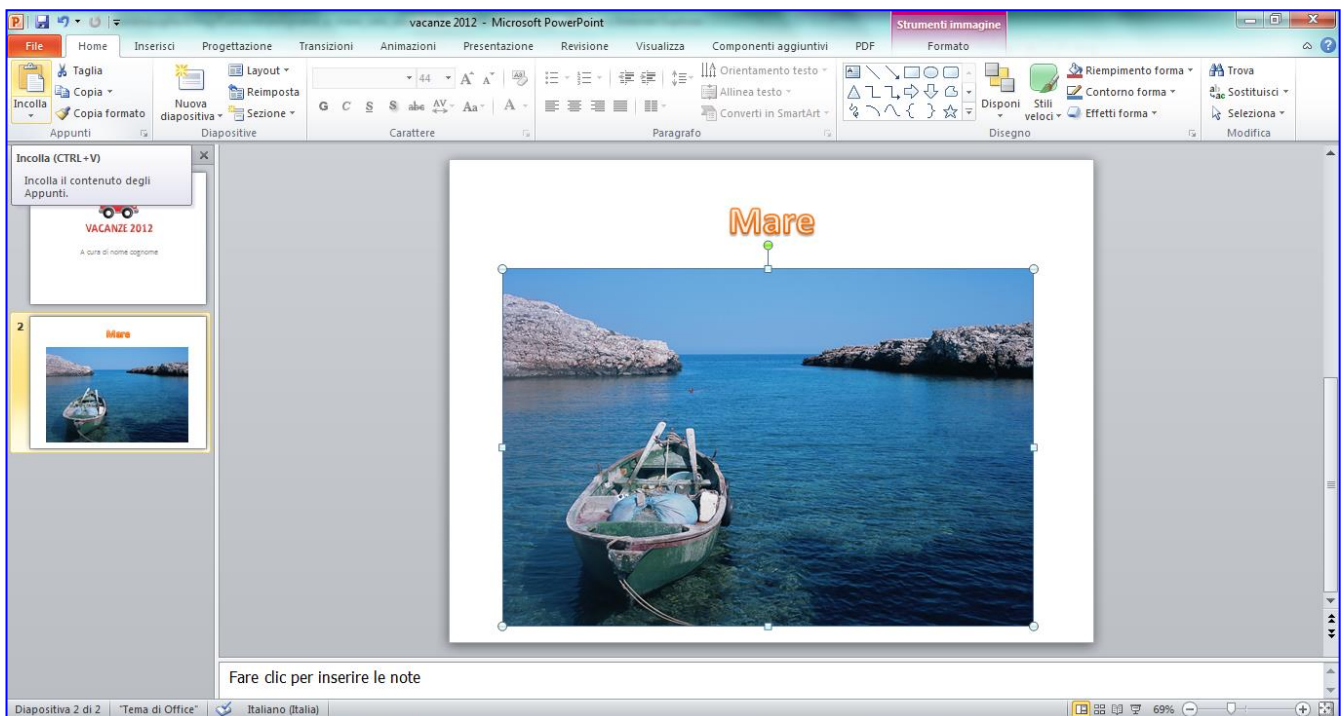 vacanze 2012 - Microsoft PowerPoint
Strumenti immagine
File Home Inserisci Progettazione Transizioni Animazioni Presentazione Revisione Visualizza Componenti aggiuntivi PDF Formato
Incolla
Taglia
Copia
Copia formato
Appunti
Nuova
diapositiva
Layout
Reimposta
Sezione
Diapositive
44
A A
G C S S abc AV Aa A
Carattere
Orientamento testo
Allinea testo
Converti in SmartArt
Paragrafo
Disponi
Stili
veloci
Riempimento forma
Contorno forma
Effetti forma
Disegno
Trova
Sostituisci
Seleziona
Modifica
Incolla (CTRL+V)
Incolla il contenuto degli
Appunti.
VACANZE 2012
A cura di nome cognome
2
Mare
Mare
Fare clic per inserire le note
Diapositiva 2 di 2 "Tema di Office" Italiano (Italia) 69%